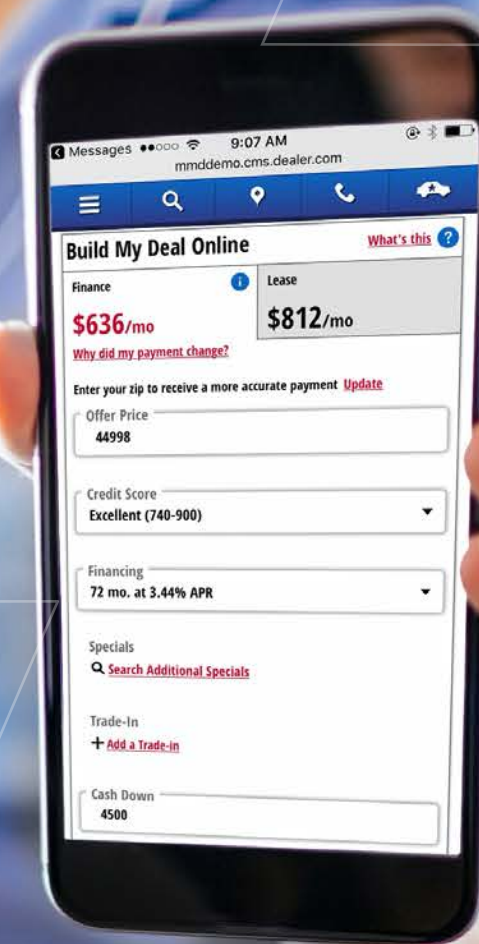 Messages 9:07 AM
mmddemo.cms.dealer.com
Build My Deal Online What's this ?
Finance i Lease
$636/mo $812/mo
Why did my payment change?
Enter your zip to receive a more accurate payment Update
Offer Price
44998
Credit Score
Excellent (740-900)
Financing
72 mo. at 3.44% APR
Specials
Search Additional Specials
Trade-In
+ Add a Trade-in
Cash Down
4500